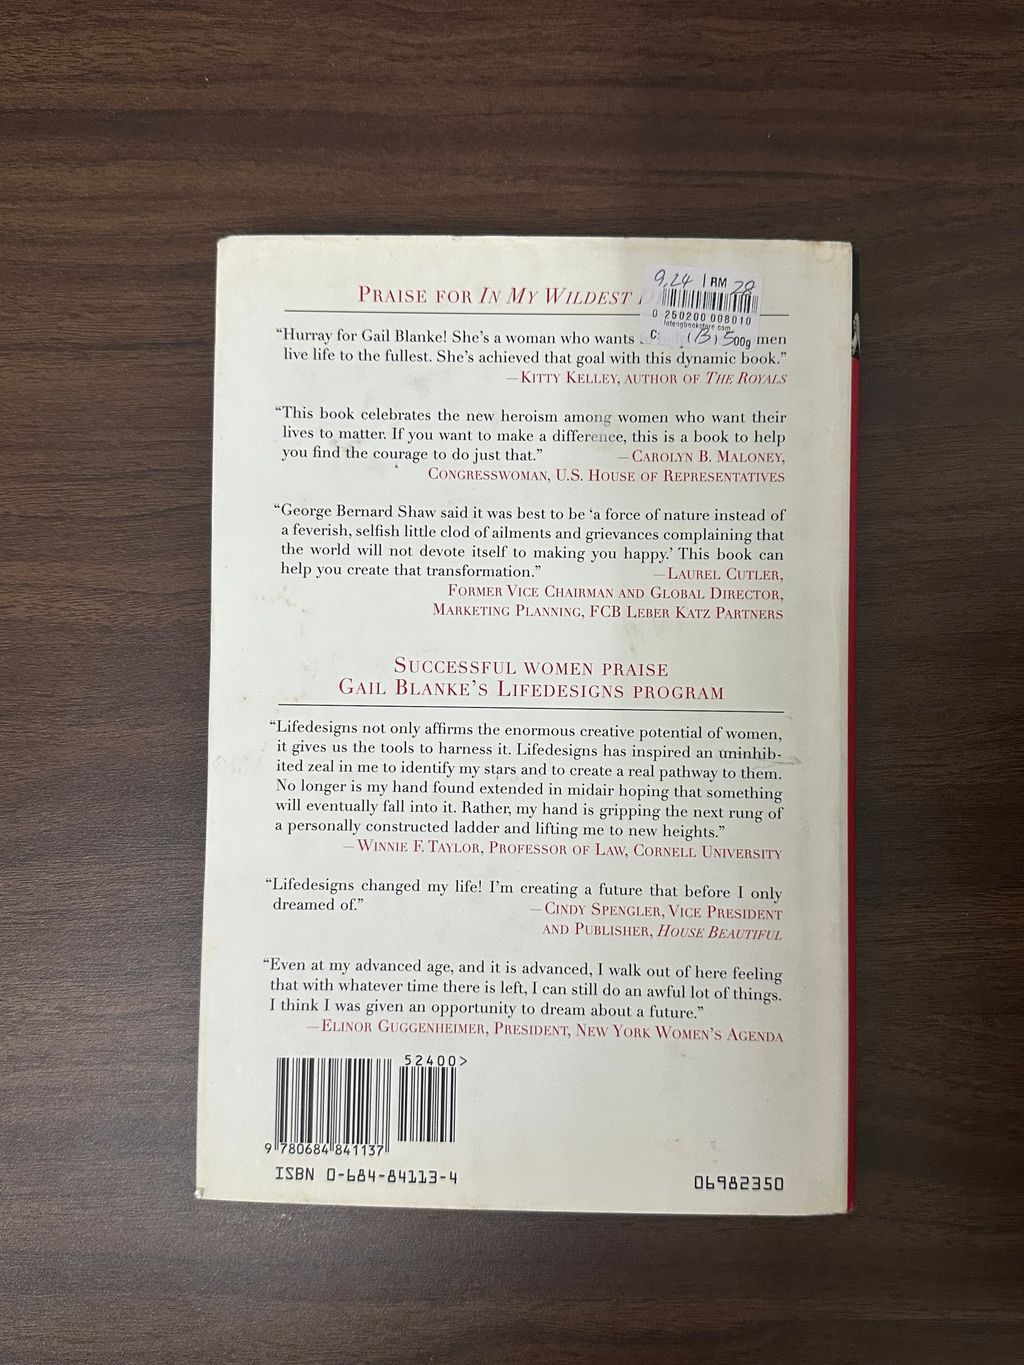 PRAISE FOR IN MY WILDEST
9.24 | RM 28
0 250200 008010
latengbookstore.com
C: 500g
“Hurray for Gail Blanke! She’s a woman who wants men
live life to the fullest. She’s achieved that goal with this dynamic book.”
—KITTY KELLEY, AUTHOR OF THE ROYALS
“This book celebrates the new heroism among women who want their
lives to matter. If you want to make a difference, this is a book to help
you find the courage to do just that.” —CAROLYN B. MALONEY,
CONGRESSWOMAN, U.S. HOUSE OF REPRESENTATIVES
“George Bernard Shaw said it was best to be ‘a force of nature instead of
a feverish, selfish little clod of ailments and grievances complaining that
the world will not devote itself to making you happy.’ This book can
help you create that transformation.” —LAUREL CUTLER,
FORMER VICE CHAIRMAN AND GLOBAL DIRECTOR,
MARKETING PLANNING, FCB LEBER KATZ PARTNERS
SUCCESSFUL WOMEN PRAISE
GAIL BLANKE’S LIFEDESIGNS PROGRAM
“Lifedesigns not only affirms the enormous creative potential of women,
it gives us the tools to harness it. Lifedesigns has inspired an uninhib-
ited zeal in me to identify my stars and to create a real pathway to them.
No longer is my hand found extended in midair hoping that something
will eventually fall into it. Rather, my hand is gripping the next rung of
a personally constructed ladder and lifting me to new heights.”
—WINNIE F. TAYLOR, PROFESSOR OF LAW, CORNELL UNIVERSITY
“Lifedesigns changed my life! I’m creating a future that before I only
dreamed of.” —CINDY SPENGLER, VICE PRESIDENT
AND PUBLISHER, HOUSE BEAUTIFUL
“Even at my advanced age, and it is advanced, I walk out of here feeling
that with whatever time there is left, I can still do an awful lot of things.
I think I was given an opportunity to dream about a future.”
—ELINOR GUGGENHEIMER, PRESIDENT, NEW YORK WOMEN’S AGENDA
52400>
9 780684 841137
ISBN 0-684-84113-4
06982350